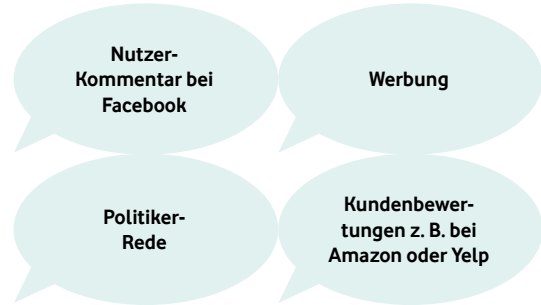 Nutzer-
Kommentar bei
Facebook
Werbung
Politiker-
Rede
Kundenbewer-
tungen z. B. bei
Amazon oder Yelp